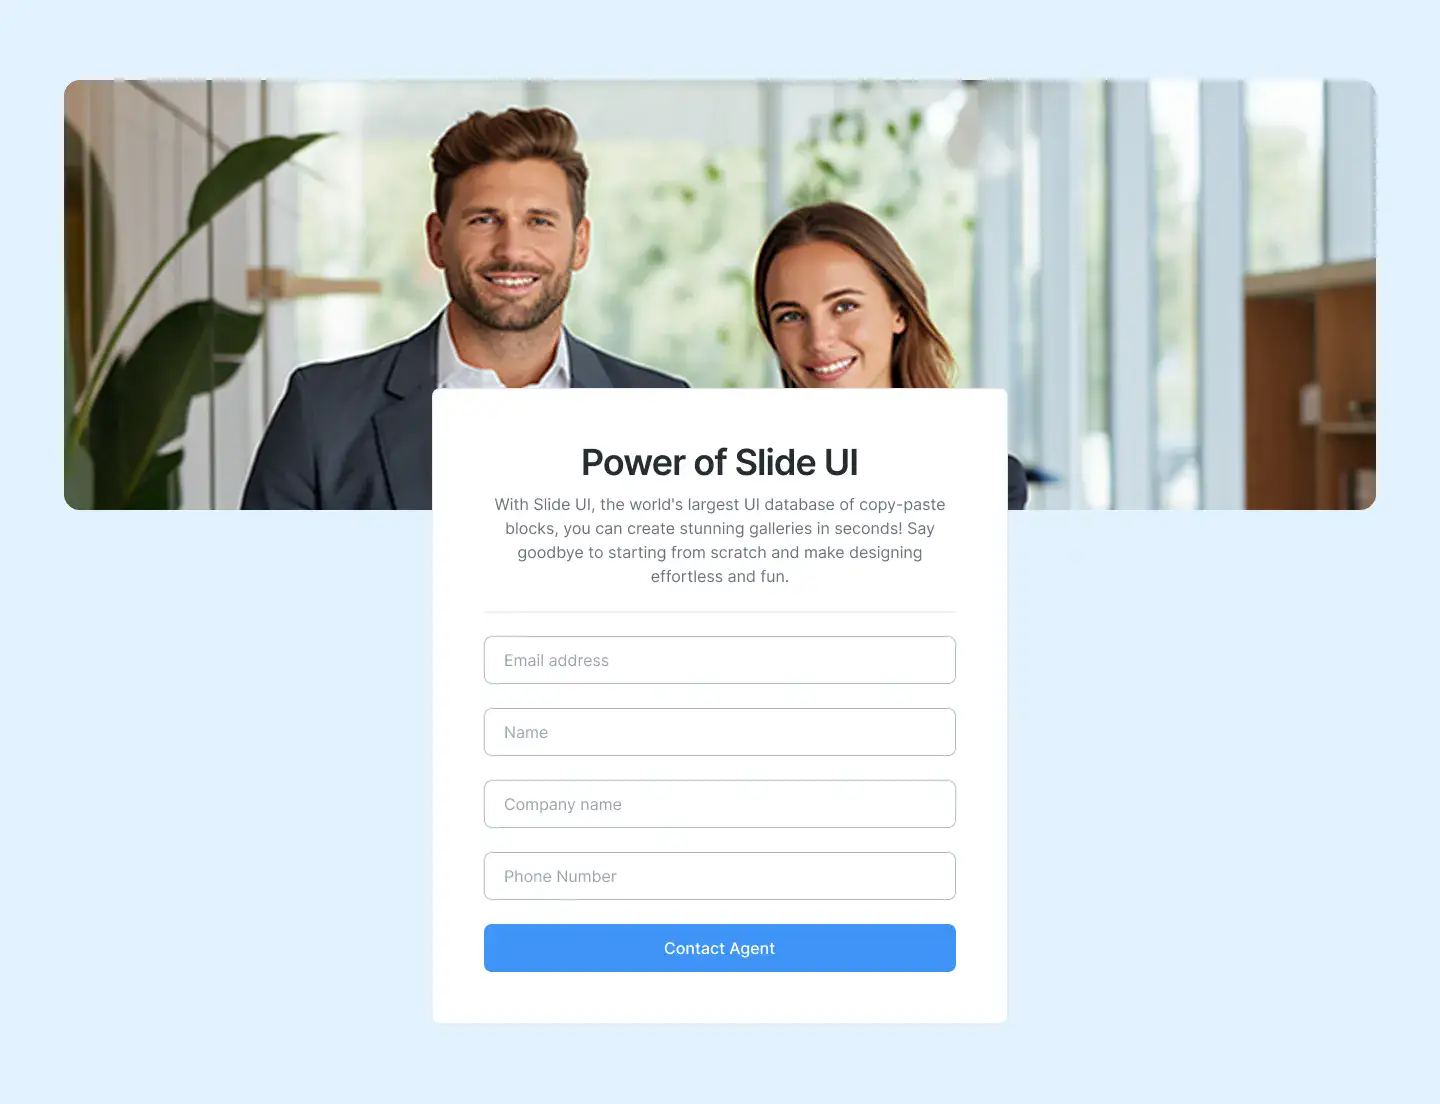 Power of Slide UI
With Slide UI, the world's largest UI database of copy-paste
blocks, you can create stunning galleries in seconds! Say
goodbye to starting from scratch and make designing
effortless and fun.
Email address
Name
Company name
Phone Number
Contact Agent